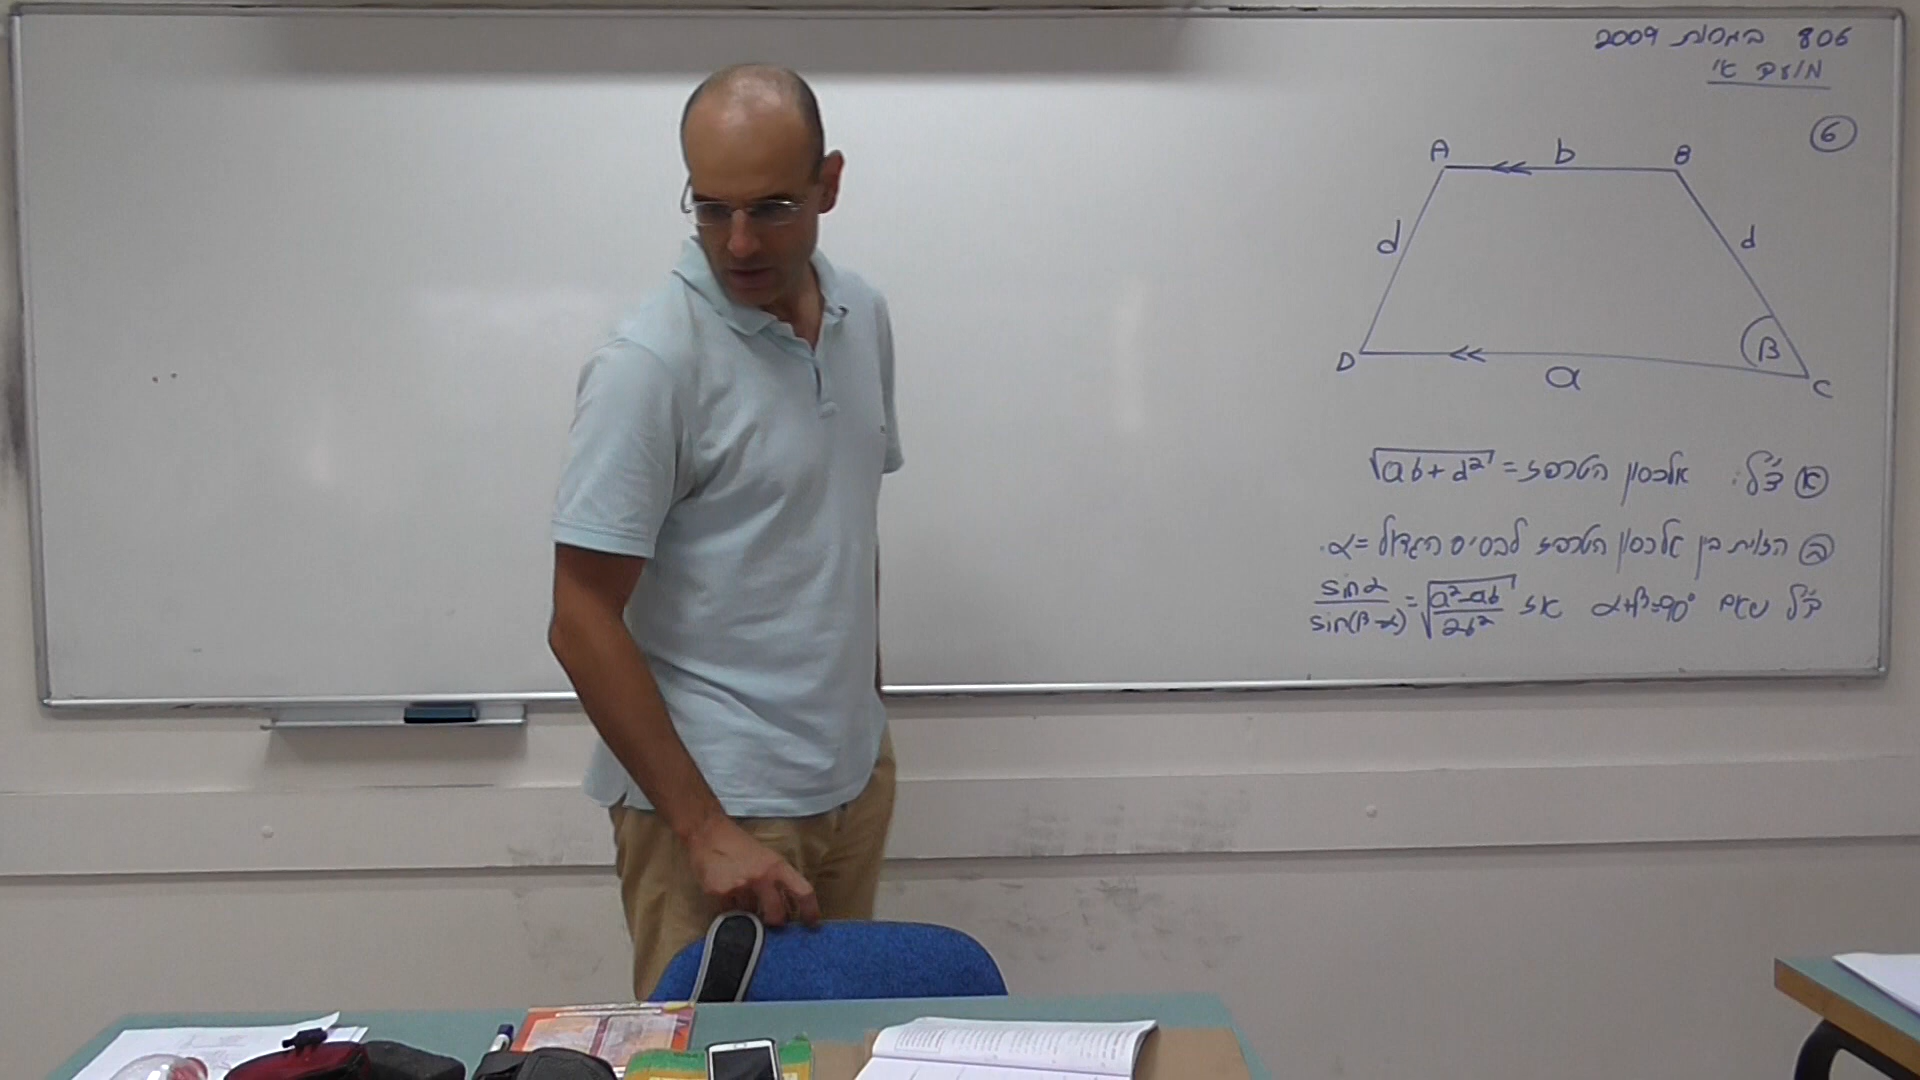 806 בגרות 2009
מועד א'
6
A b B
d d
β
D a C
א צ"ל: אלכסון הטרפז = √ab+d²
ב הזוית בין אלכסון הטרפז לבסיס הגדול = α.
צ"ל שאם α+β=90° אז sinα/sin(β-α) = √(a²-ab/2b²)